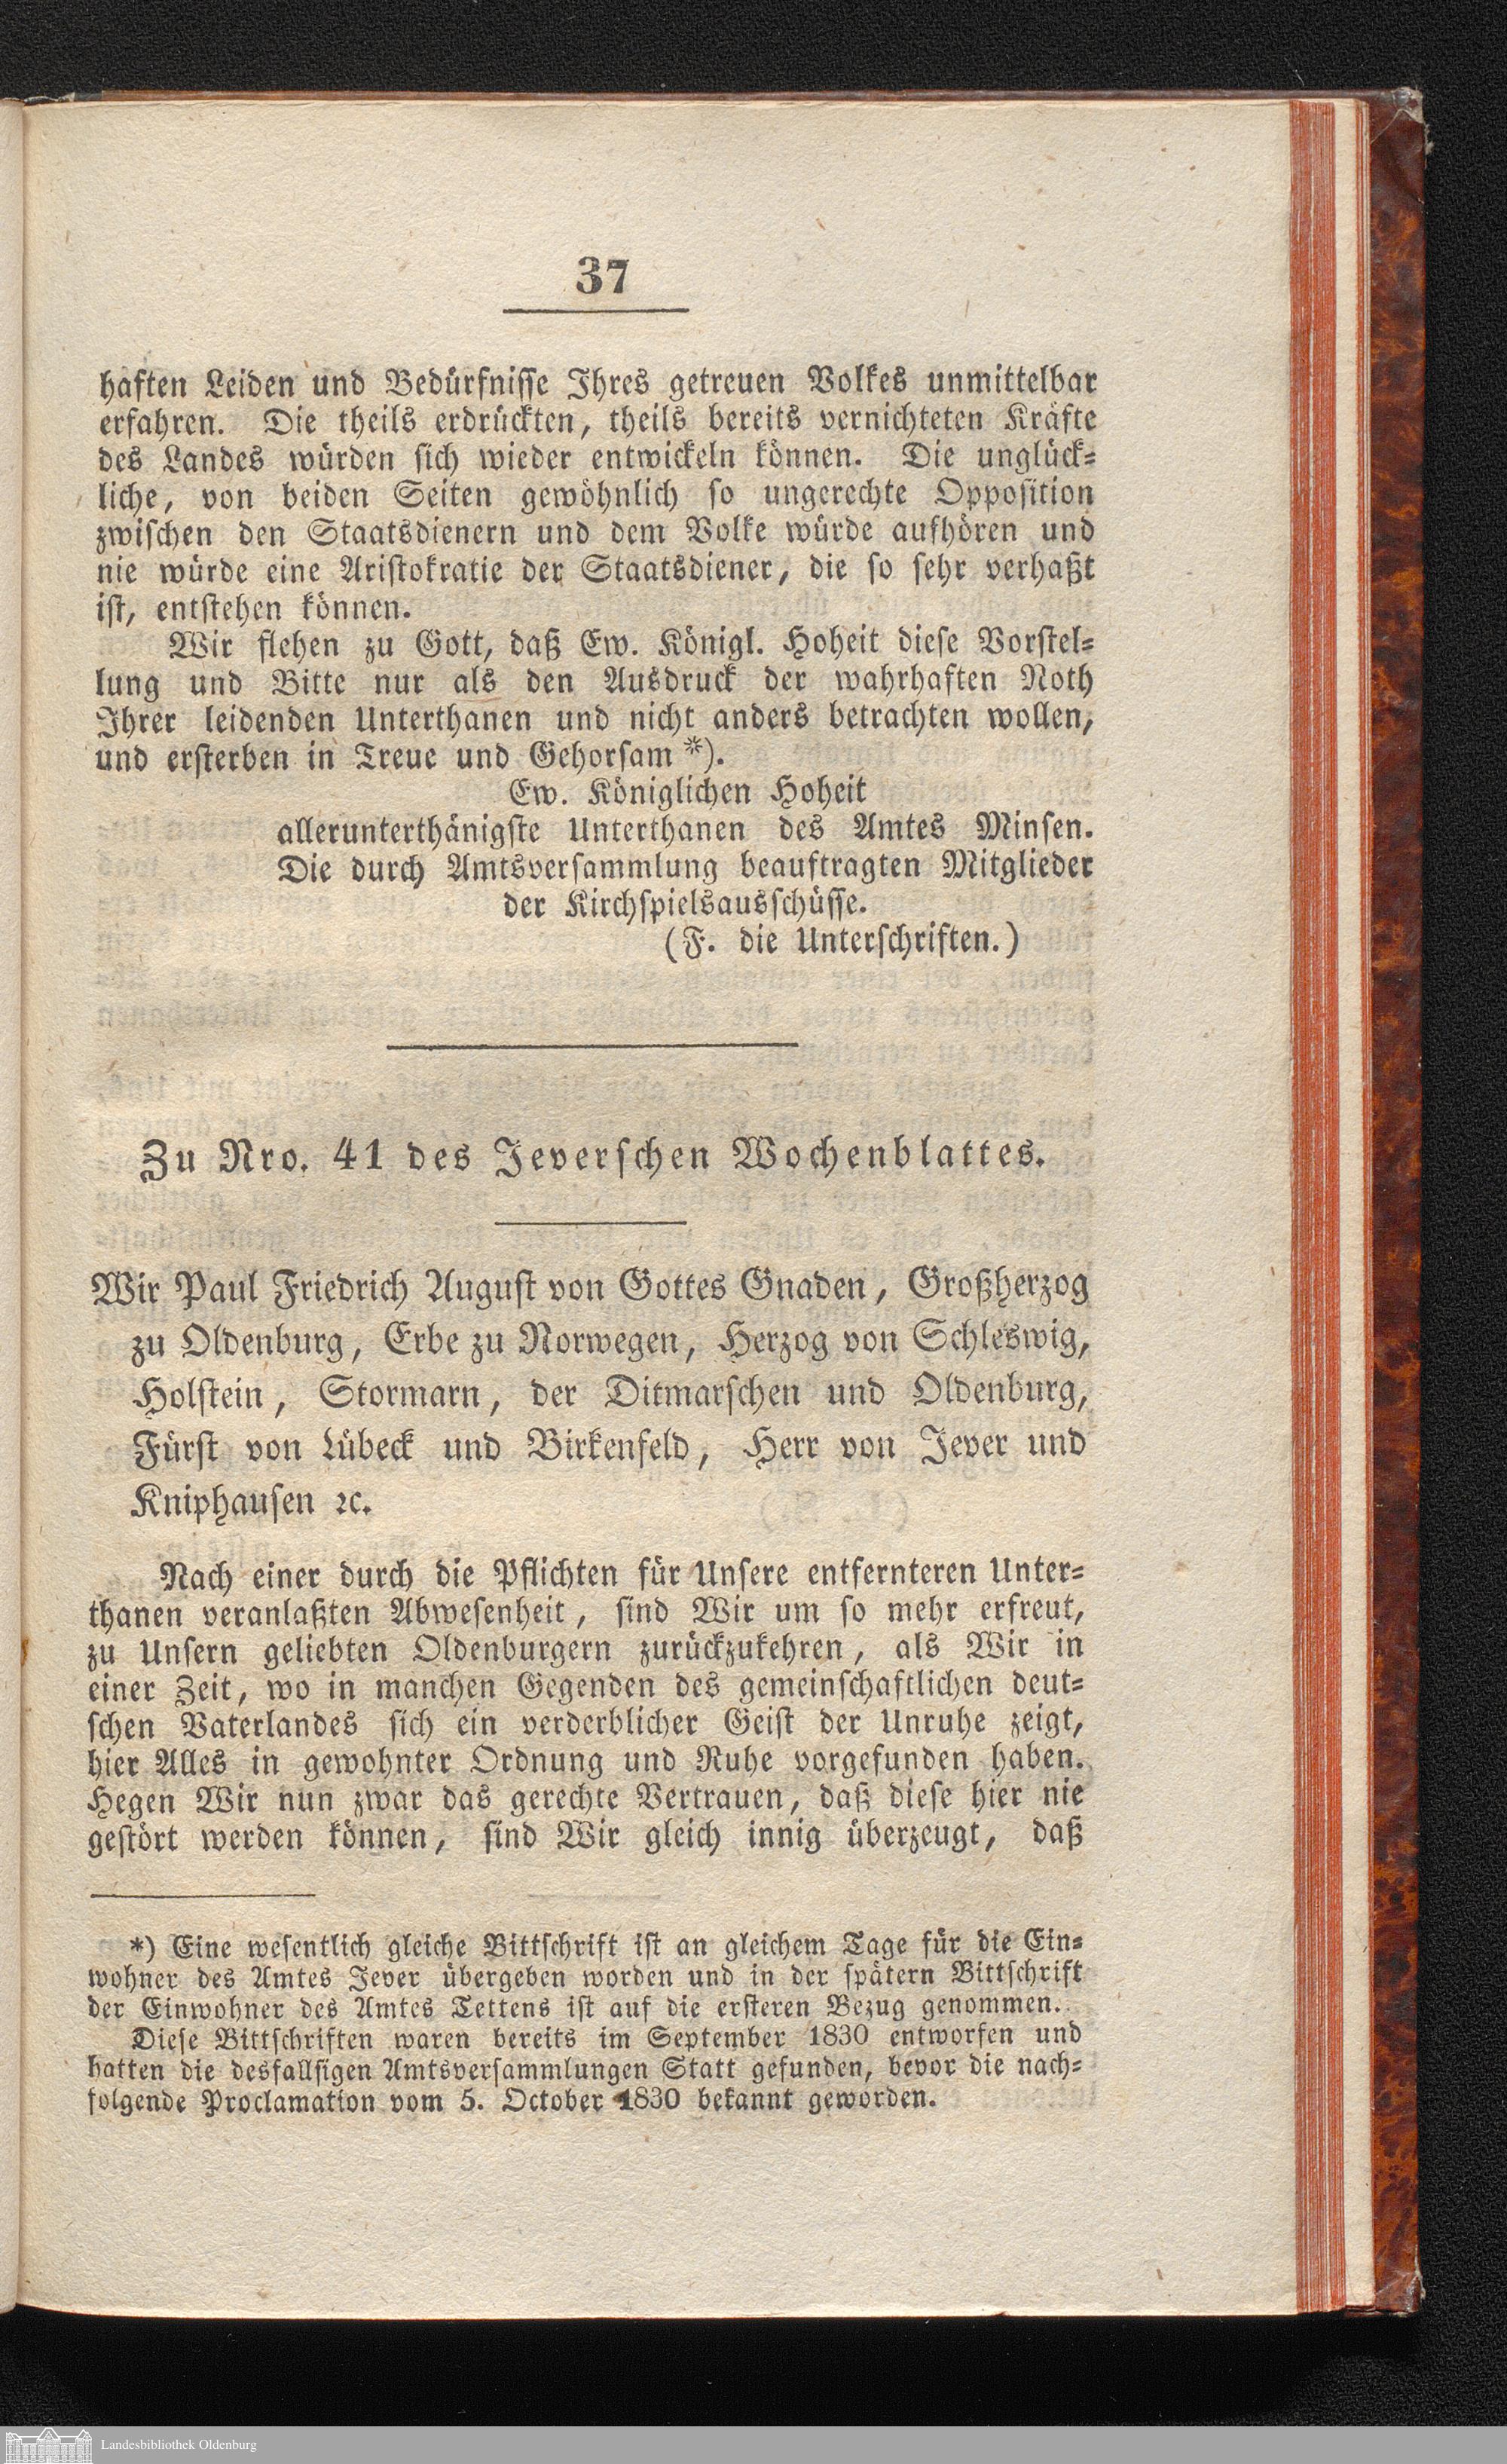 37
haften Leiden und Bedürfnisse Ihres getreuen Volkes unmittelbar
erfahren. Die theils erdrückten, theils bereits vernichteten Kräfte
des Landes würden sich wieder entwickeln können. Die unglück-
liche, von beiden Seiten gewöhnlich so ungerechte Opposition
zwischen den Staatsdienern und dem Volke würde aufhören und
nie würde eine Aristokratie der Staatsdiener, die so sehr verhaßt
ist, entstehen können.
Wir flehen zu Gott, daß Ew. Königl. Hoheit diese Vorstel-
lung und Bitte nur als den Ausdruck der wahrhaften Noth
Ihrer leidenden Unterthanen und nicht anders betrachten wollen,
und ersterben in Treue und Gehorsam *).
Ew. Königlichen Hoheit
allerunterthänigste Unterthanen des Amtes Minsen.
Die durch Amtsversammlung beauftragten Mitglieder
der Kirchspielsausschüsse.
(F. die Unterschriften.)
Zu Nro. 41 des Jeverschen Wochenblattes.
Wir Paul Friedrich August von Gottes Gnaden, Großherzog
zu Oldenburg, Erbe zu Norwegen, Herzog von Schleswig,
Holstein, Stormarn, der Ditmarschen und Oldenburg,
Fürst von Lübeck und Birkenfeld, Herr von Jever und
Kniphausen ꝛc.
Nach einer durch die Pflichten für Unsere entfernteren Unter-
thanen veranlaßten Abwesenheit, sind Wir um so mehr erfreut,
zu Unsern geliebten Oldenburgern zurückzukehren, als Wir in
einer Zeit, wo in manchen Gegenden des gemeinschaftlichen deut-
schen Vaterlandes sich ein verderblicher Geist der Unruhe zeigt,
hier Alles in gewohnter Ordnung und Ruhe vorgefunden haben.
Hegen Wir nun zwar das gerechte Vertrauen, daß diese hier nie
gestört werden können, sind Wir gleich innig überzeugt, daß
*) Eine wesentlich gleiche Bittschrift ist an gleichem Tage für die Ein-
wohner des Amtes Jever übergeben worden und in der spätern Bittschrift
der Einwohner des Amtes Tettens ist auf die ersteren Bezug genommen.
Diese Bittschriften waren bereits im September 1830 entworfen und
hatten die desfallsigen Amtsversammlungen Statt gefunden, bevor die nach-
folgende Proclamation vom 5. October 1830 bekannt geworden.
Landesbibliothek Oldenburg